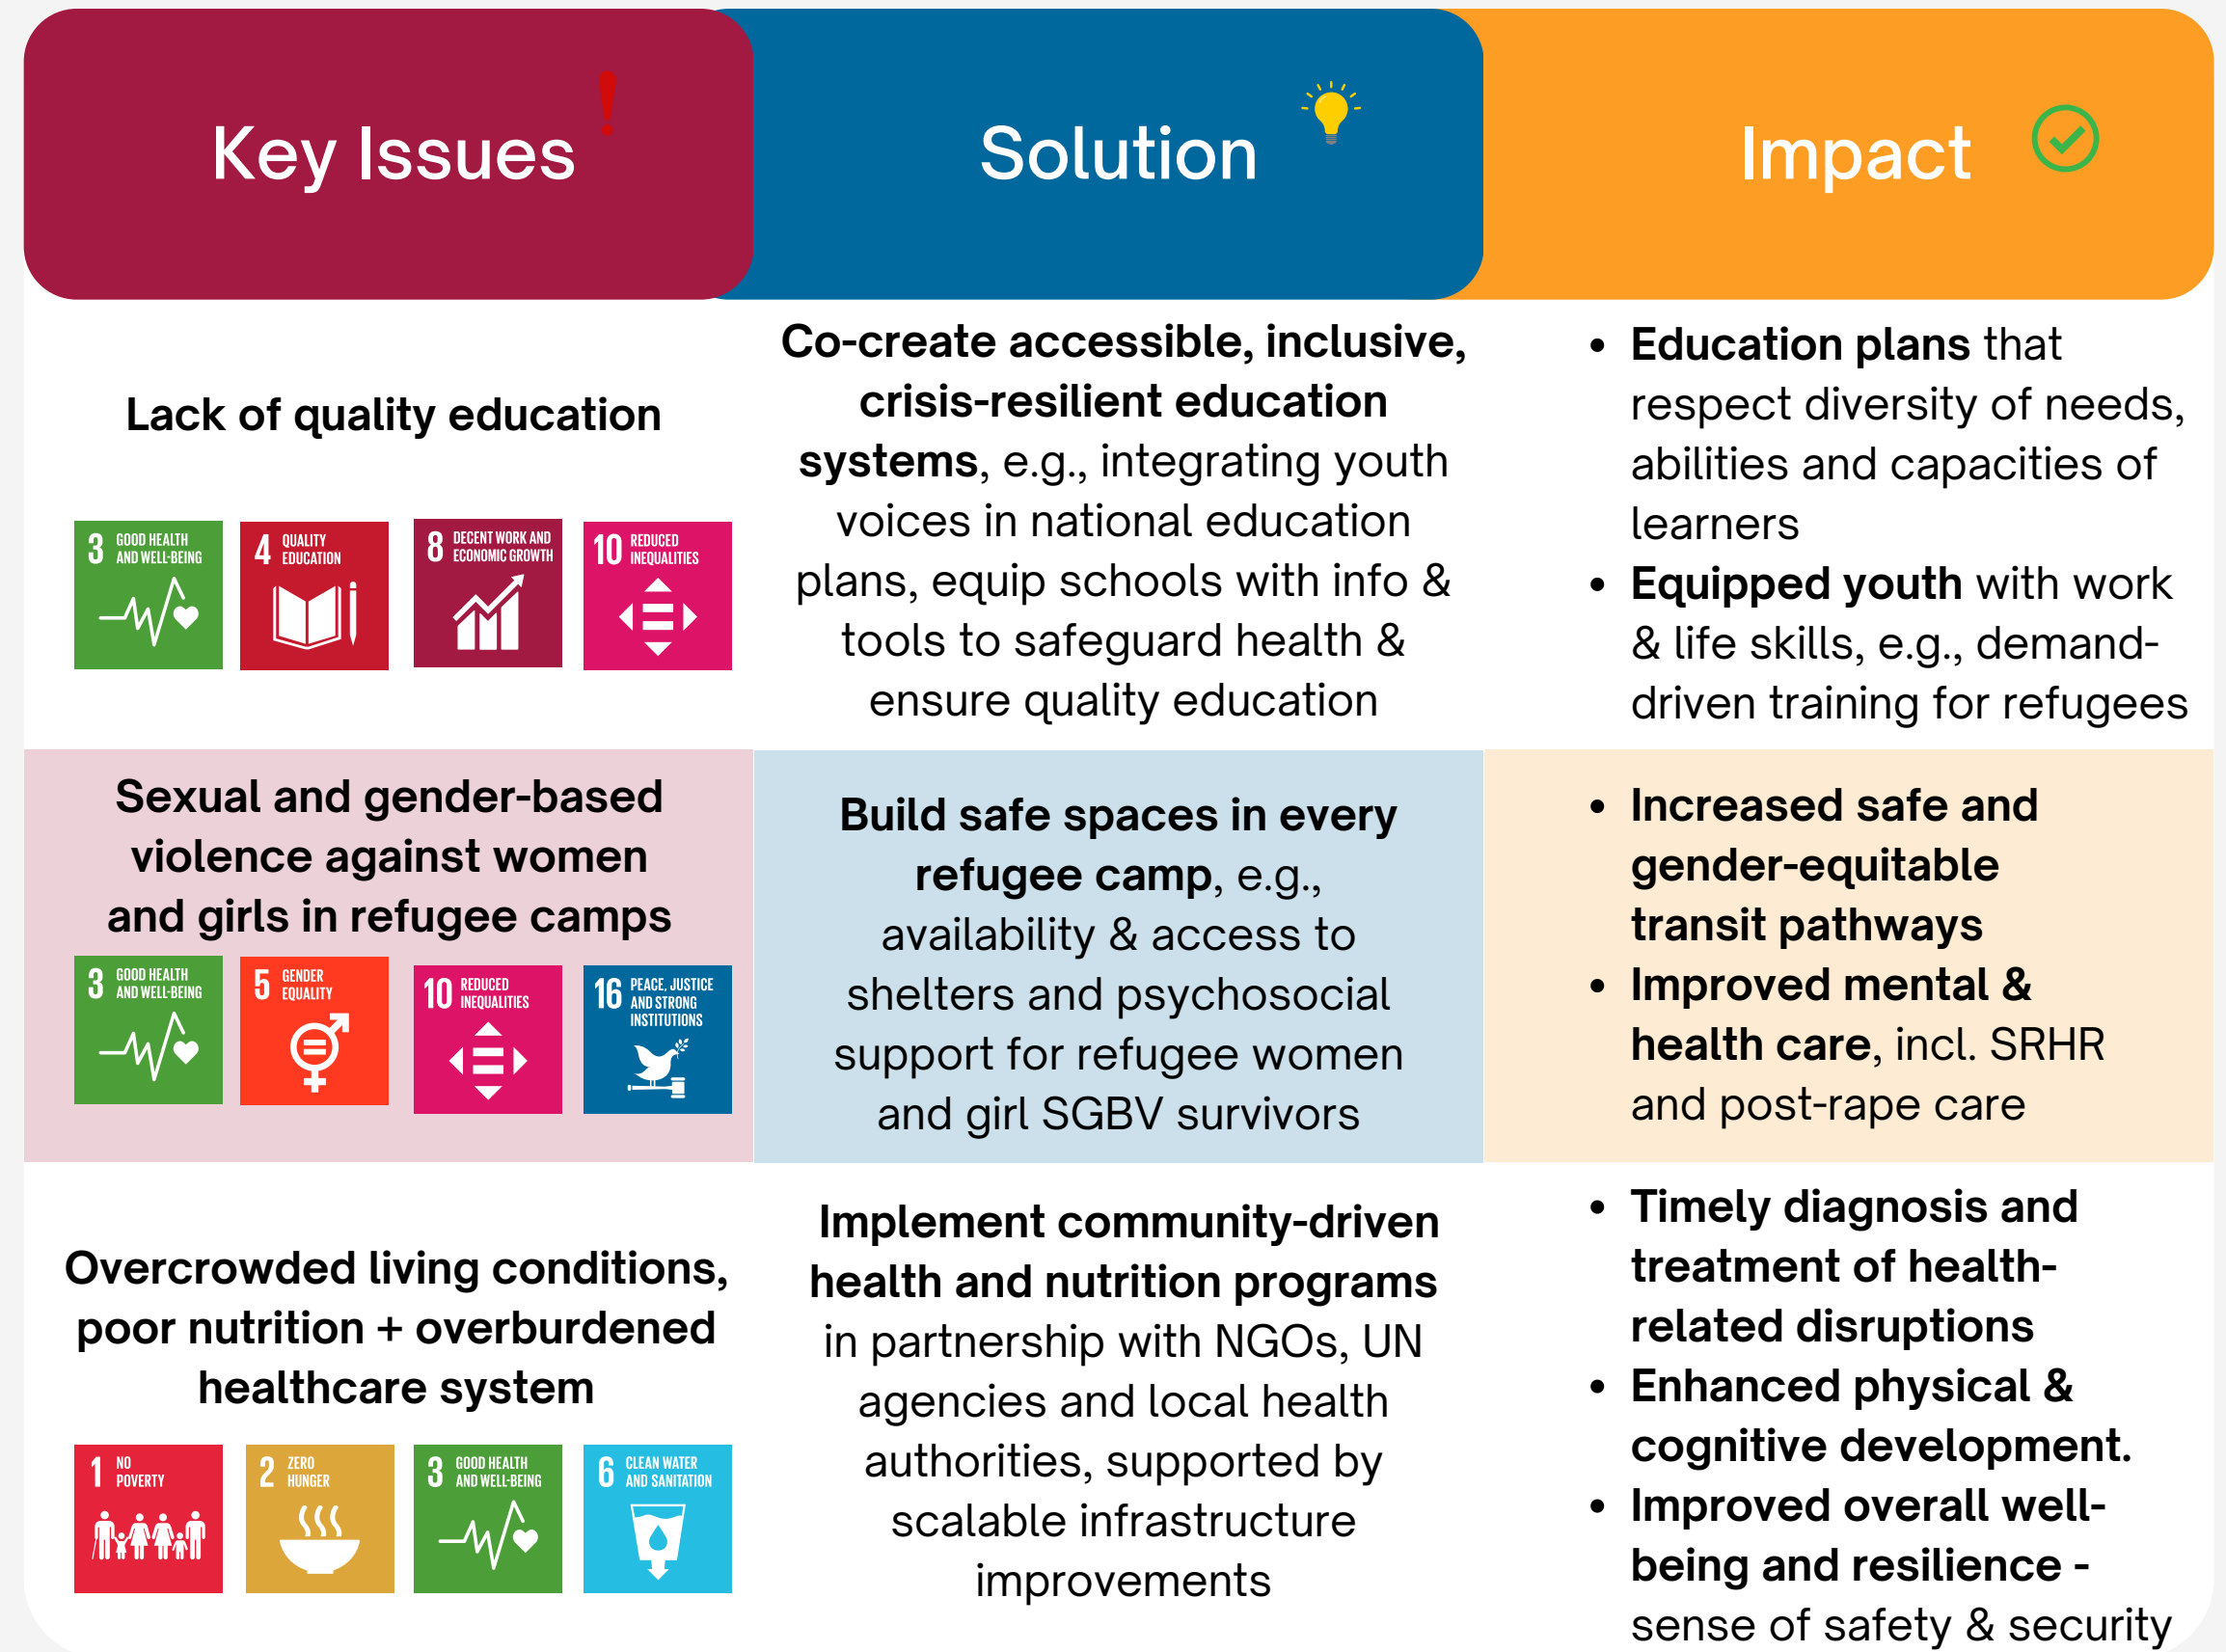 Key Issues
Solution
Impact
Lack of quality education
3 GOOD HEALTH
AND WELL-BEING
4 QUALITY
EDUCATION
8 DECENT WORK AND
ECONOMIC GROWTH
10 REDUCED
INEQUALITIES
Co-create accessible, inclusive,
crisis-resilient education
systems, e.g., integrating youth
voices in national education
plans, equip schools with info &
tools to safeguard health &
ensure quality education
• Education plans that
respect diversity of needs,
abilities and capacities of
learners
• Equipped youth with work
& life skills, e.g., demand-
driven training for refugees
Sexual and gender-based
violence against women
and girls in refugee camps
3 GOOD HEALTH
AND WELL-BEING
5 GENDER
EQUALITY
10 REDUCED
INEQUALITIES
16 PEACE, JUSTICE
AND STRONG
INSTITUTIONS
Build safe spaces in every
refugee camp, e.g.,
availability & access to
shelters and psychosocial
support for refugee women
and girl SGBV survivors
• Increased safe and
gender-equitable
transit pathways
• Improved mental &
health care, incl. SRHR
and post-rape care
Overcrowded living conditions,
poor nutrition + overburdened
healthcare system
1 NO
POVERTY
2 ZERO
HUNGER
3 GOOD HEALTH
AND WELL-BEING
6 CLEAN WATER
AND SANITATION
Implement community-driven
health and nutrition programs
in partnership with NGOs, UN
agencies and local health
authorities, supported by
scalable infrastructure
improvements
• Timely diagnosis and
treatment of health-
related disruptions
• Enhanced physical &
cognitive development.
• Improved overall well-
being and resilience -
sense of safety & security